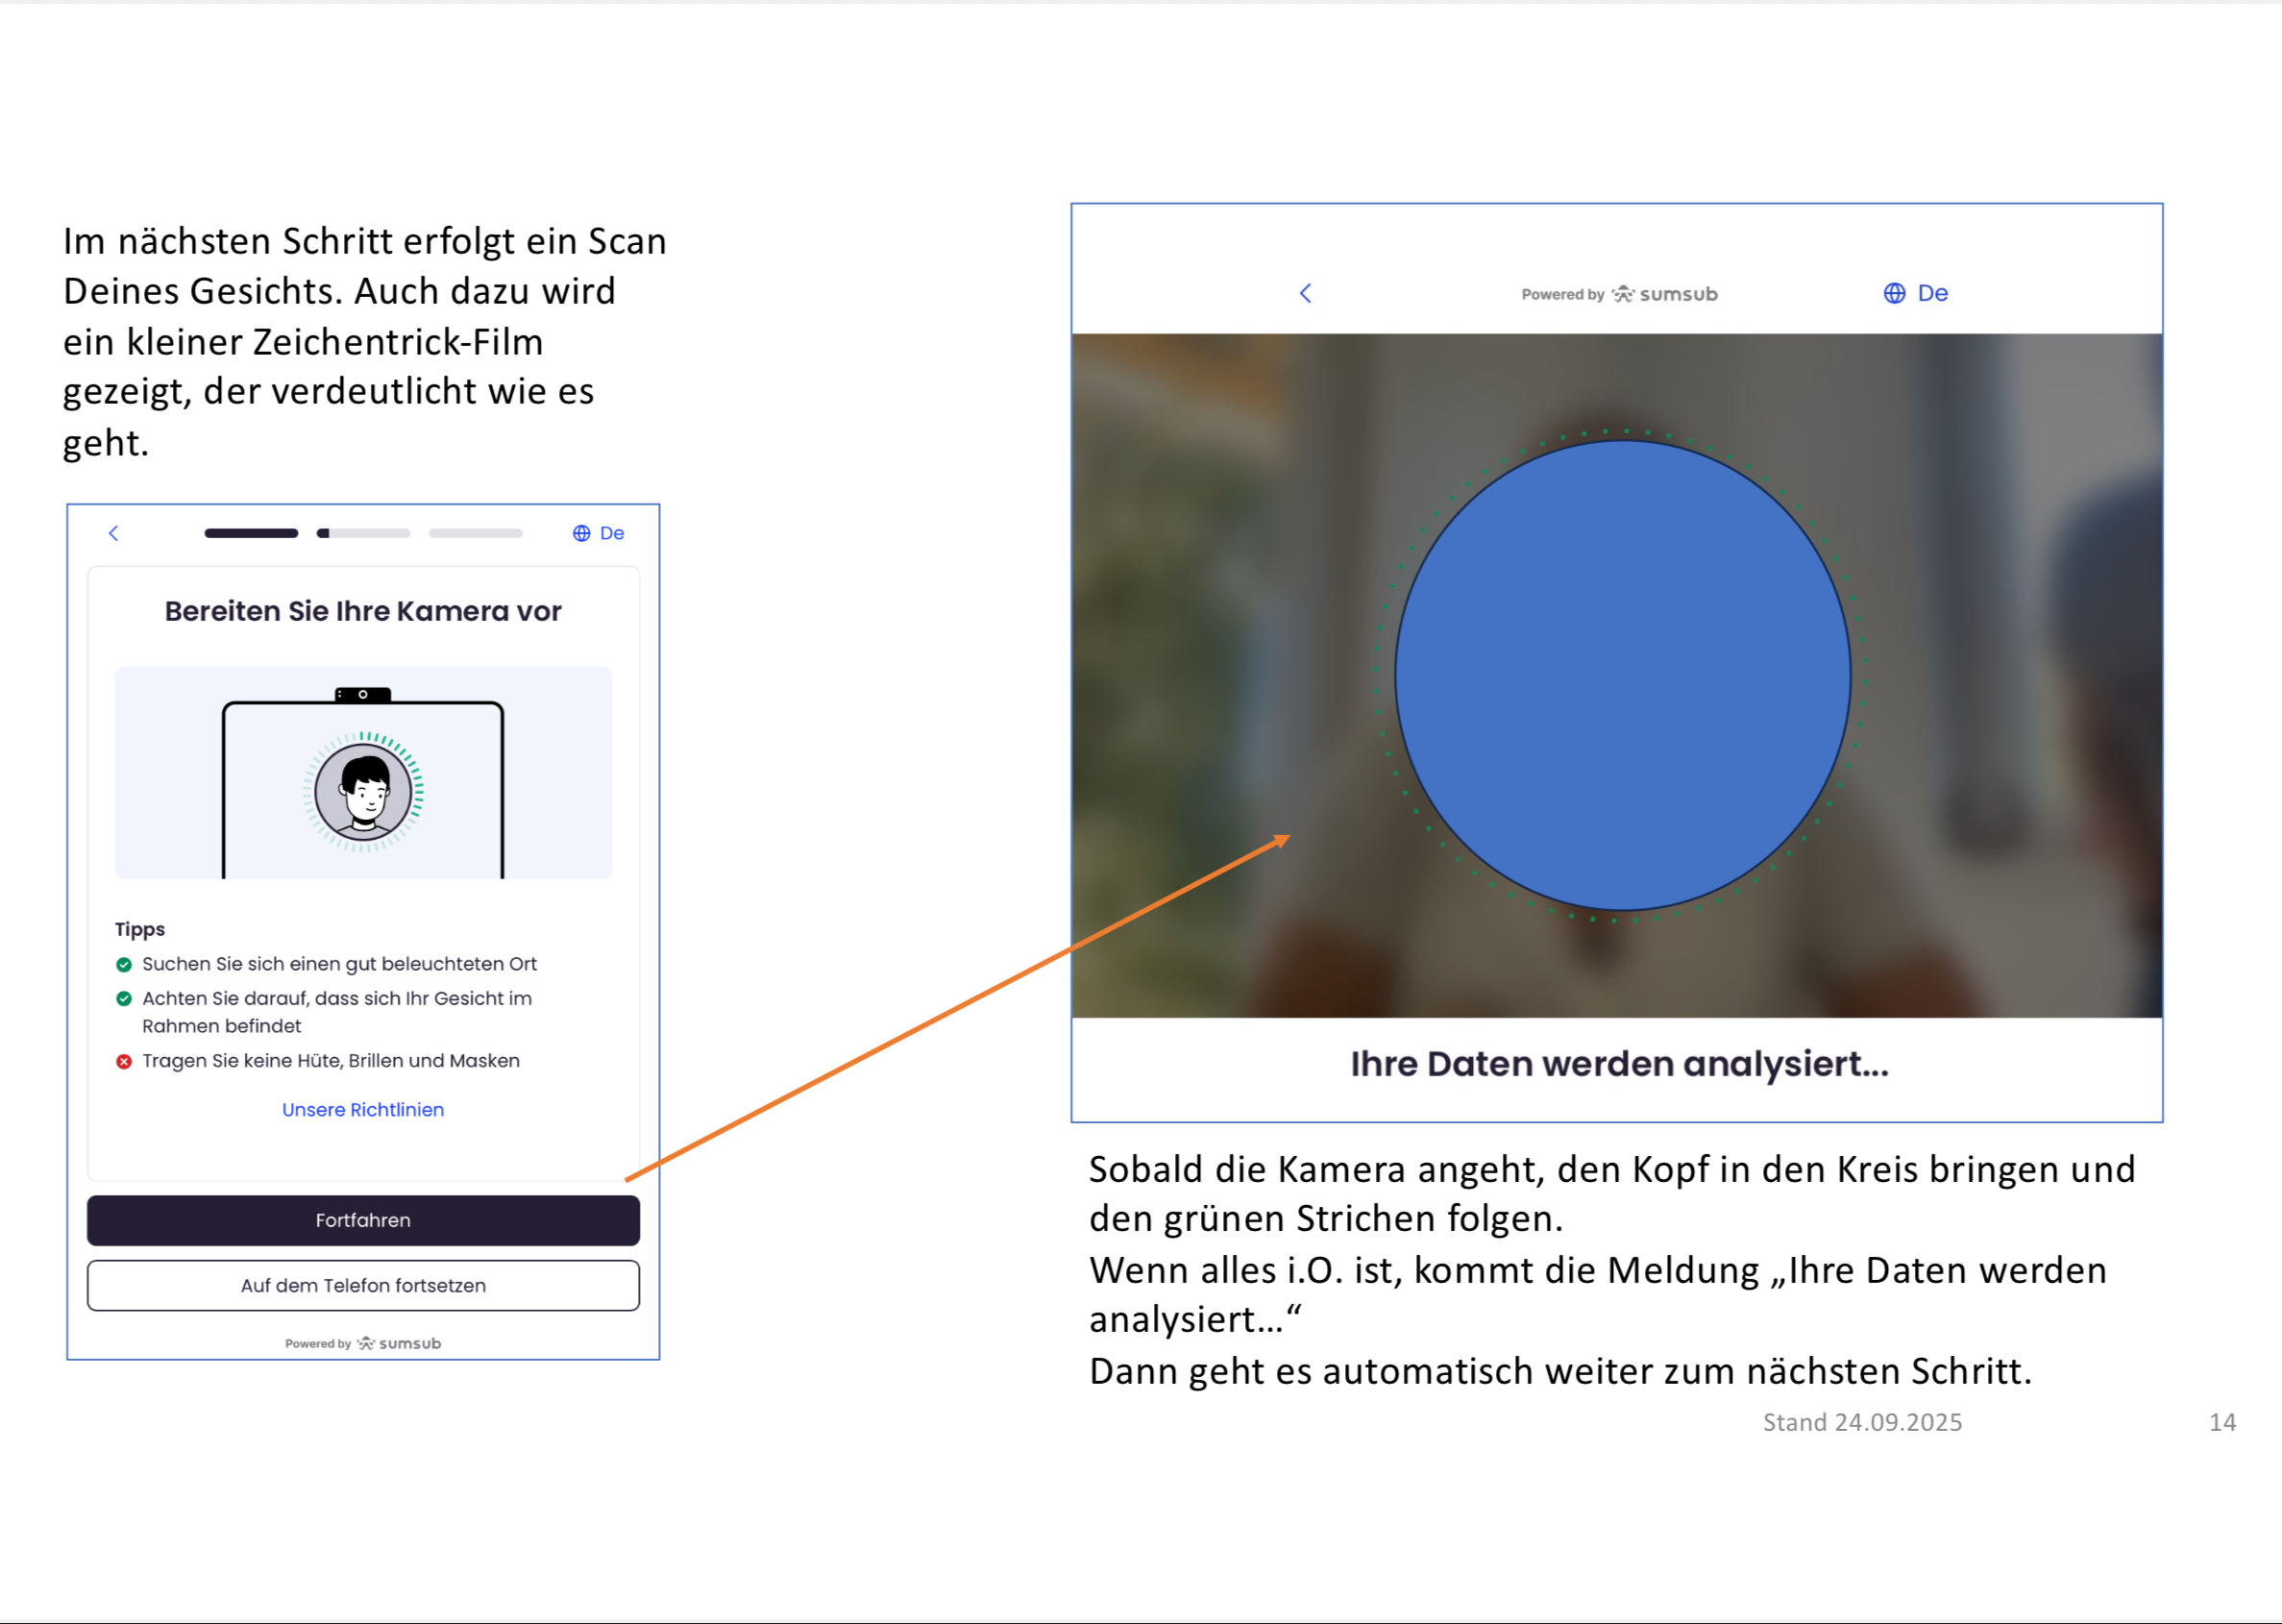 Im nächsten Schritt erfolgt ein Scan
Deines Gesichts. Auch dazu wird
ein kleiner Zeichentrick-Film
gezeigt, der verdeutlicht wie es
geht.
De
Bereiten Sie Ihre Kamera vor
Tipps
Suchen Sie sich einen gut beleuchteten Ort
Achten Sie darauf, dass sich Ihr Gesicht im
Rahmen befindet
Tragen Sie keine Hüte, Brillen und Masken
Unsere Richtlinien
Fortfahren
Auf dem Telefon fortsetzen
Powered by sumsub
Powered by sumsub
De
Ihre Daten werden analysiert...
Sobald die Kamera angeht, den Kopf in den Kreis bringen und
den grünen Strichen folgen.
Wenn alles i.O. ist, kommt die Meldung „Ihre Daten werden
analysiert…“
Dann geht es automatisch weiter zum nächsten Schritt.
Stand 24.09.2025
14